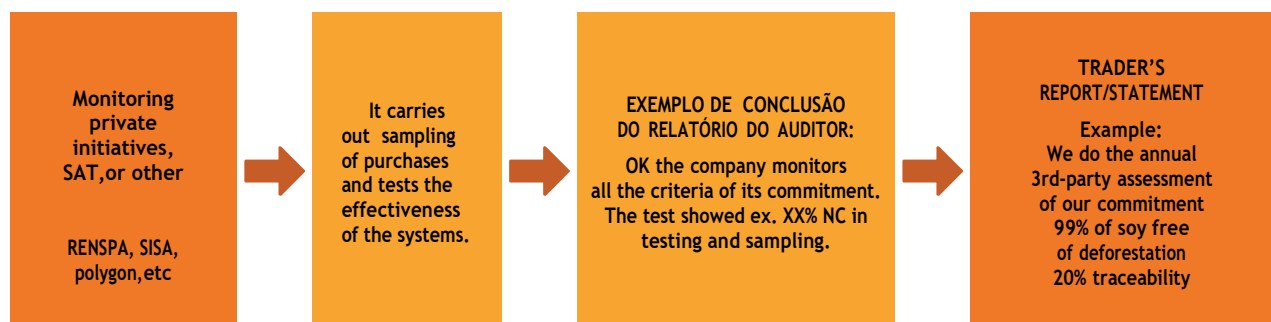 Monitoring
private
initiatives,
SAT,or other
RENSPA, SISA,
polygon,etc
It carries
out sampling
of purchases
and tests the
effectiveness
of the systems.
EXEMPLO DE CONCLUSÃO
DO RELATÓRIO DO AUDITOR:
OK the company monitors
all the criteria of its commitment.
The test showed ex. XX% NC in
testing and sampling.
TRADER'S
REPORT/STATEMENT
Example:
We do the annual
3rd-party assessment
of our commitment
99% of soy free
of deforestation
20% traceability